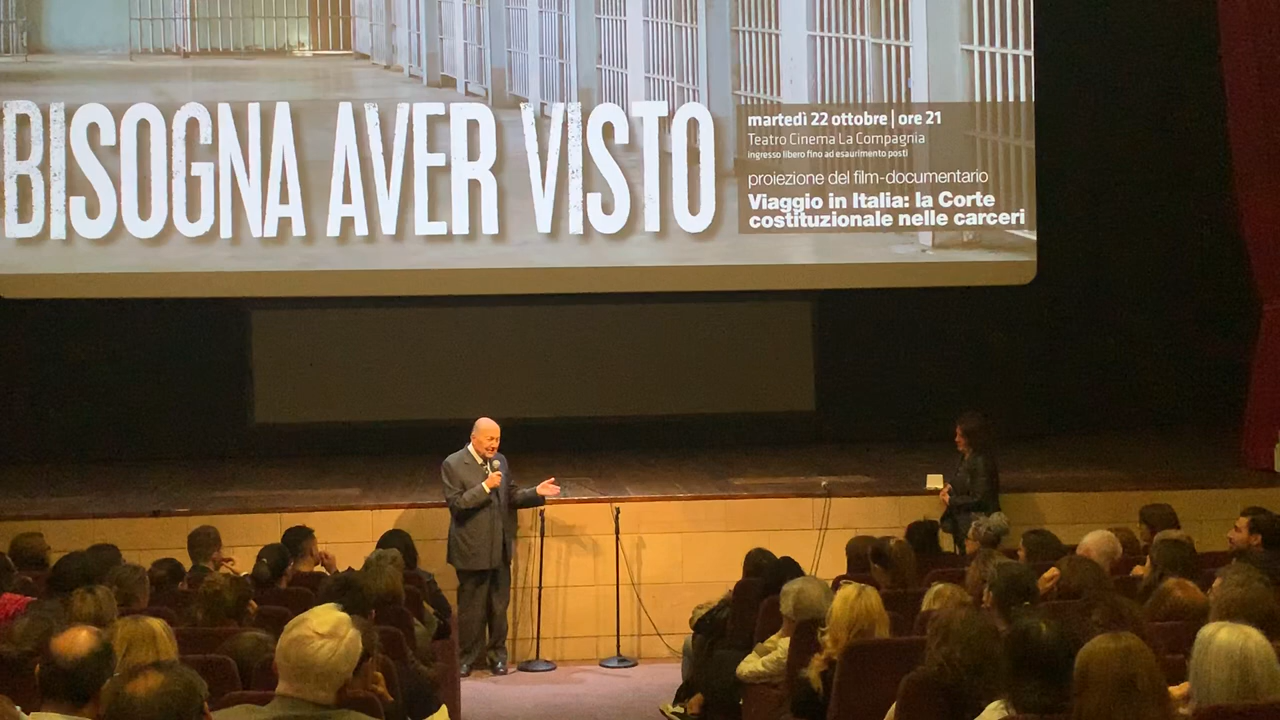 BISOGNA AVER VISTO
martedì 22 ottobre | ore 21
Teatro Cinema La Compagnia
ingresso libero fino ad esaurimento posti
proiezione del film-documentario
Viaggio in Italia: la Corte
costituzionale nelle carceri